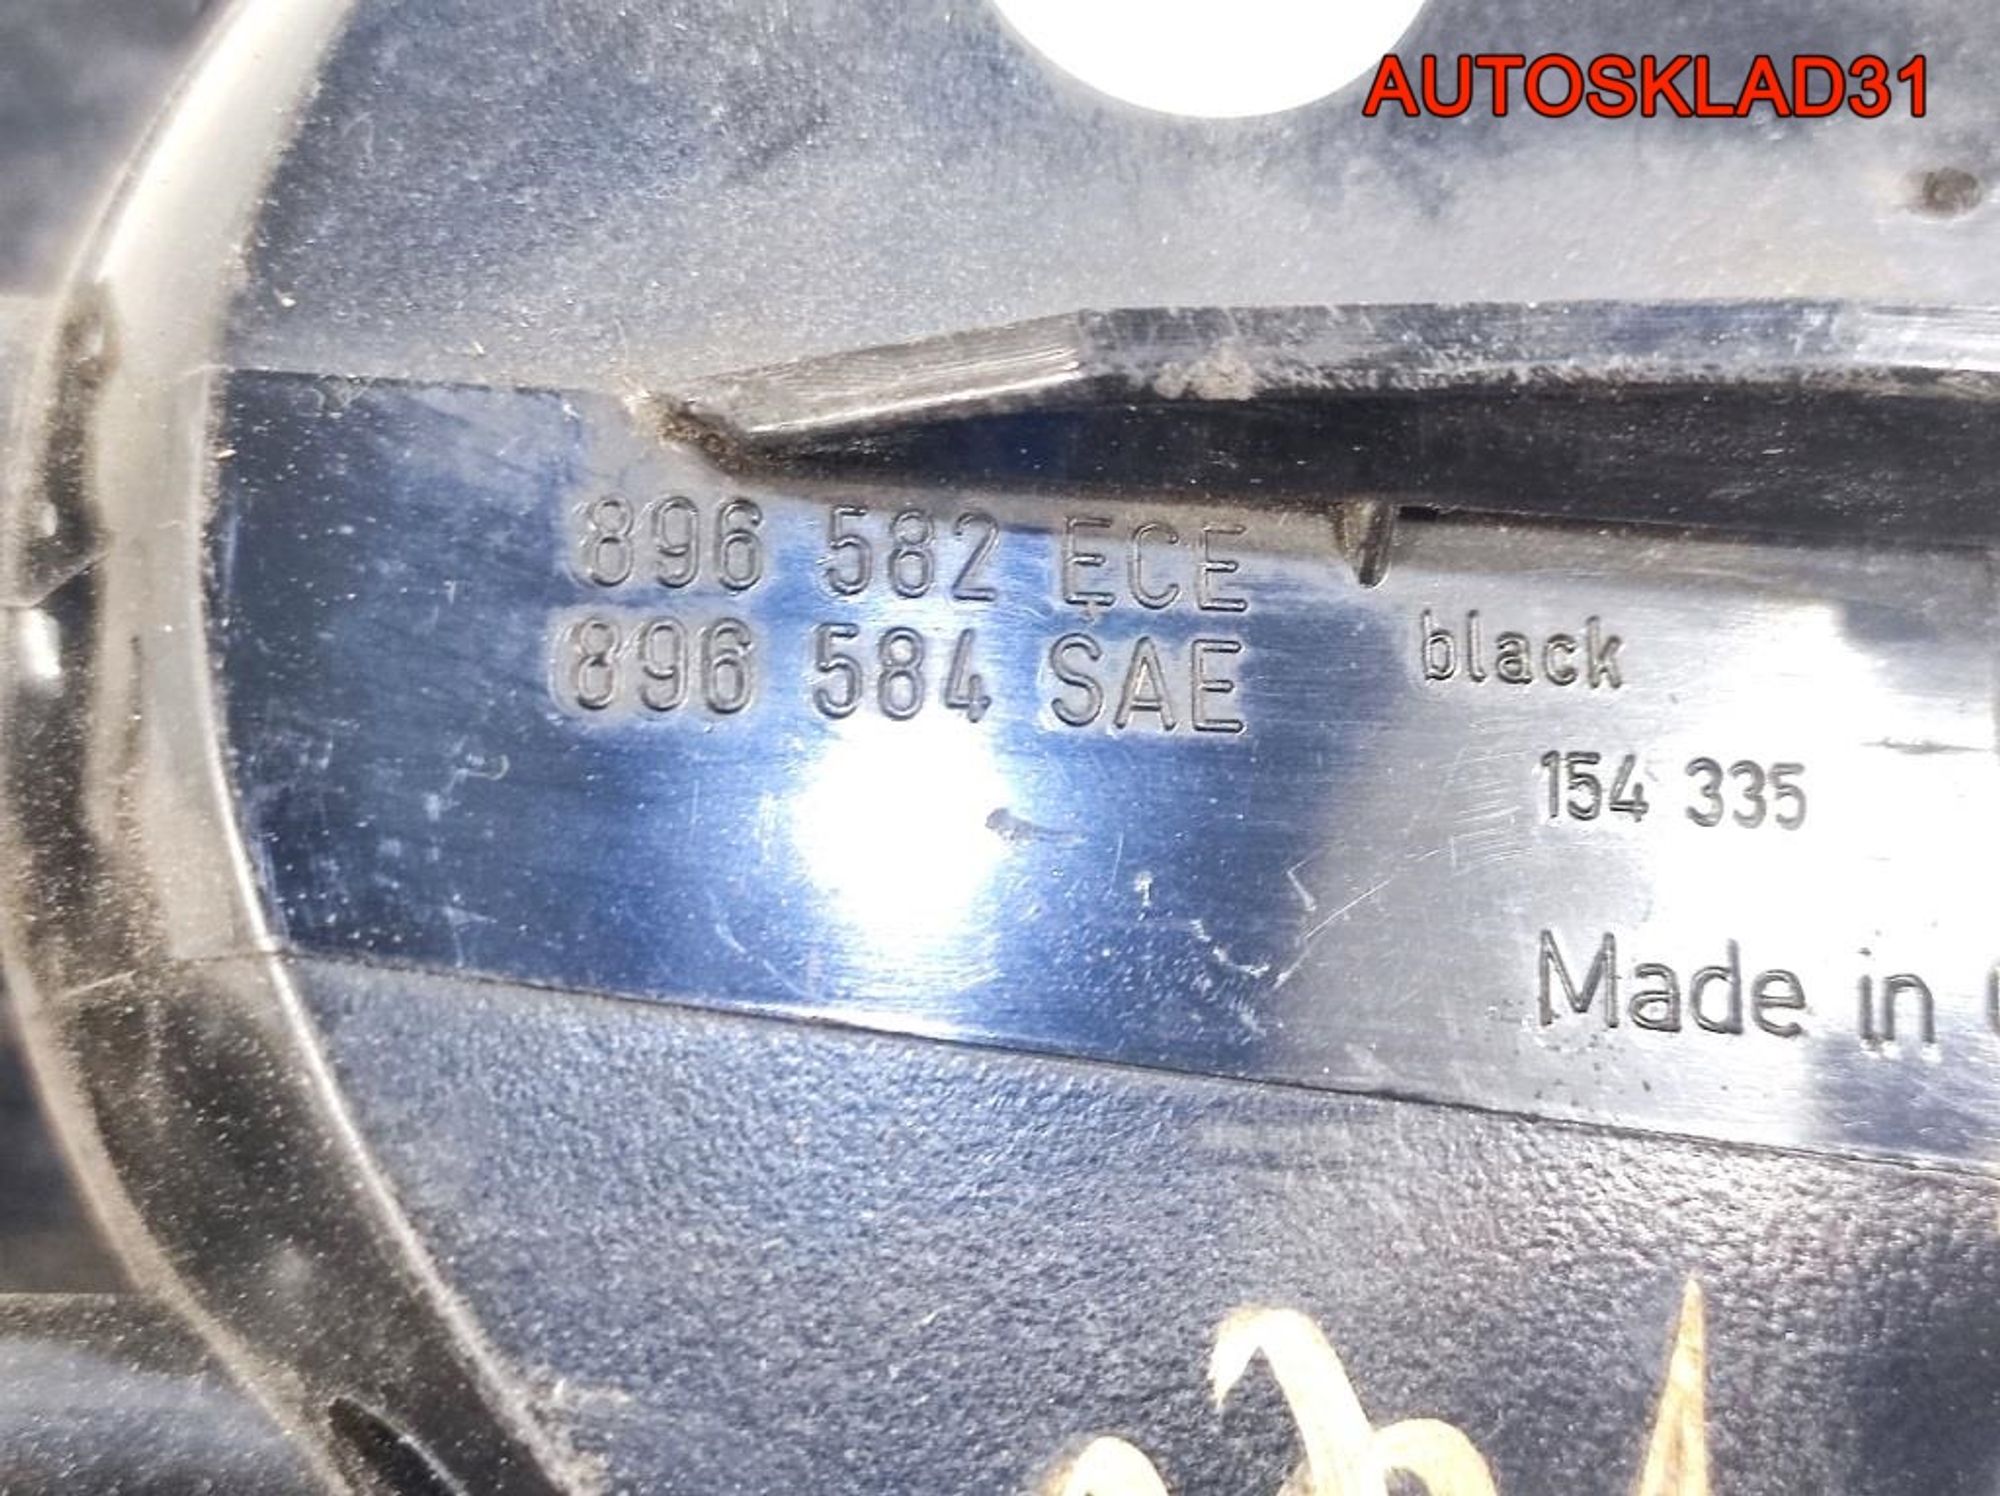 AUTOSKLAD31
896 582 ECE
896 584 SAE
black
154 335
Made in